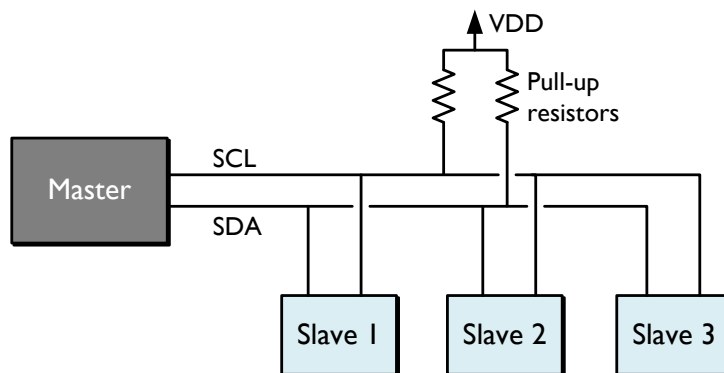 VDD
Pull-up
resistors
SCL
Master
SDA
Slave 1
Slave 2
Slave 3